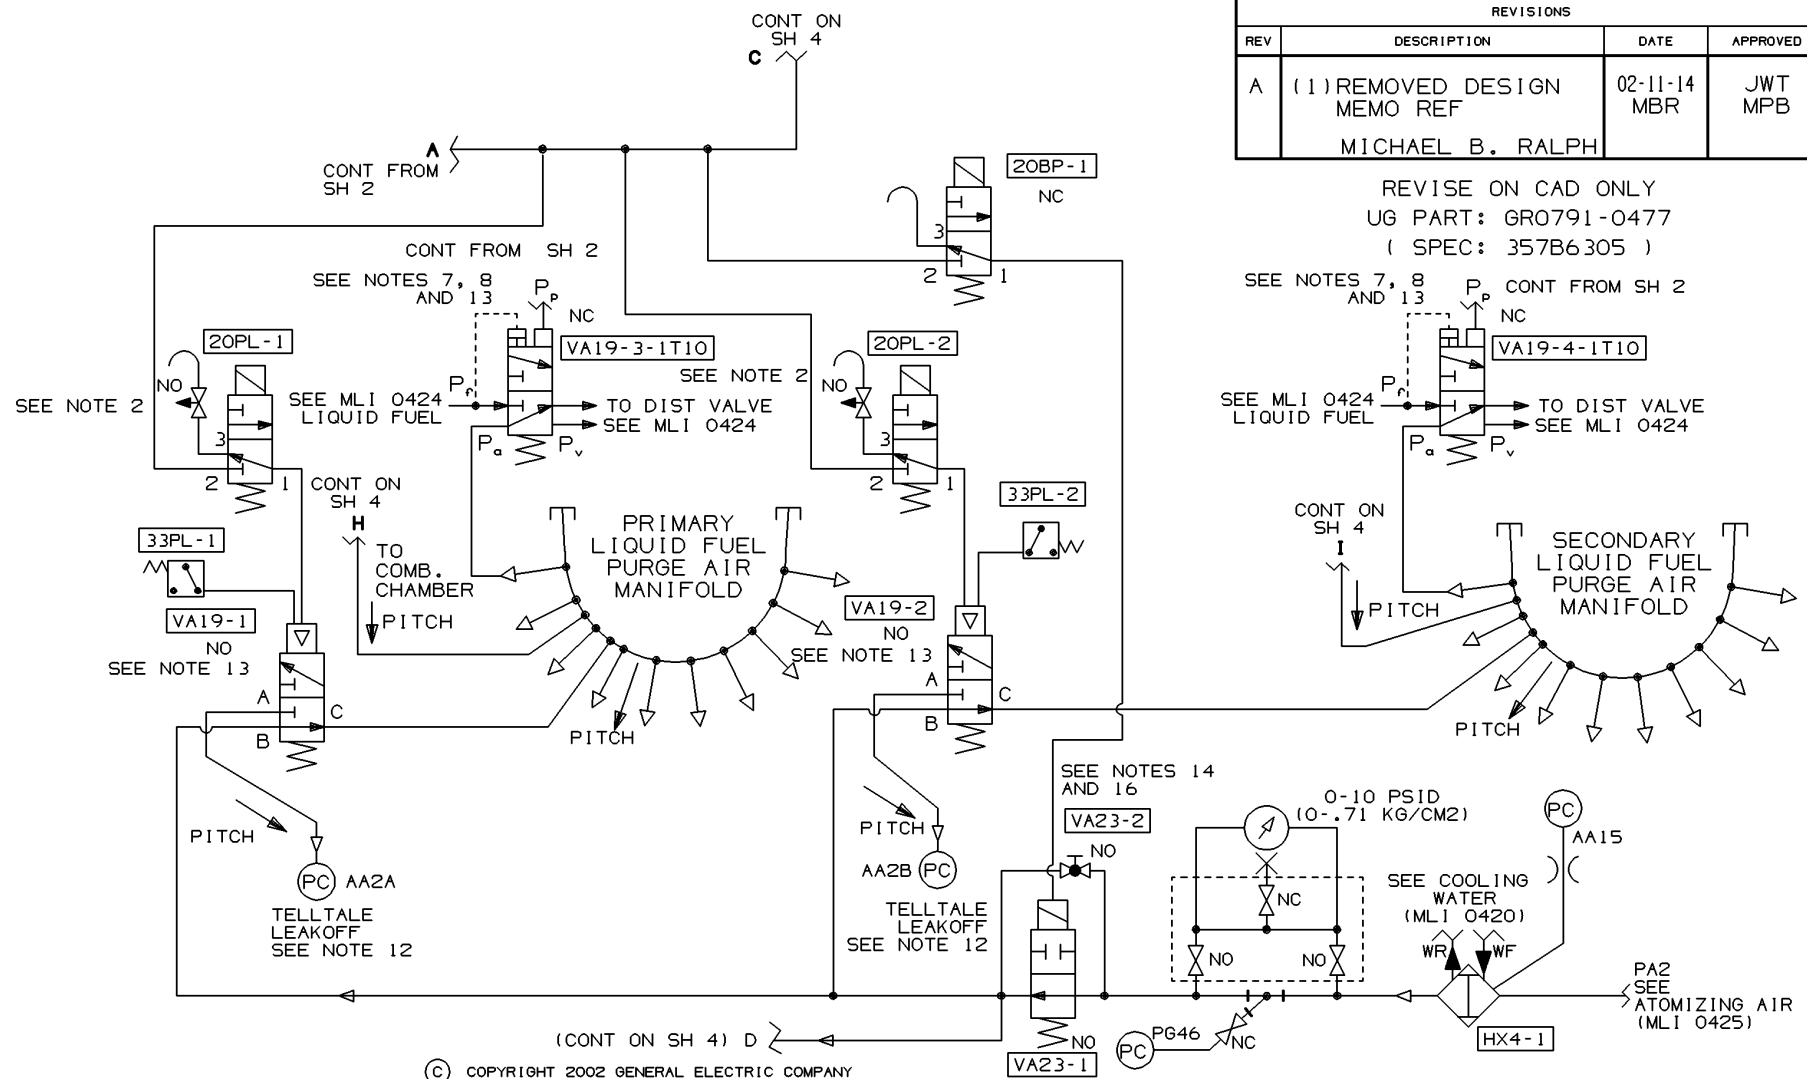 CONT ON
SH 4
C
A
CONT FROM
SH 2
REVISIONS
REV DESCRIPTION DATE APPROVED
A (1) REMOVED DESIGN
MEMO REF
MICHAEL B. RALPH
02-11-14
MBR
JWT
MPB
REVISE ON CAD ONLY
UG PART: GR0791-0477
( SPEC: 357B6305 )
20BP-1
NC
3
2 1
CONT FROM SH 2
SEE NOTES 7, 8
AND 13
Pp
NC
VA19-3-1T10
Pf
SEE MLI 0424
LIQUID FUEL
TO DIST VALVE
SEE MLI 0424
Pa Pv
20PL-1
NO
SEE NOTE 2
3
2 1
20PL-2
SEE NOTE 2
NO
3
2 1
SEE NOTES 7, 8
AND 13
Pp
CONT FROM SH 2
NC
VA19-4-1T10
Pf
SEE MLI 0424
LIQUID FUEL
TO DIST VALVE
SEE MLI 0424
Pa Pv
CONT ON
SH 4
H
TO
COMB.
CHAMBER
PITCH
33PL-1
VA19-1
NO
SEE NOTE 13
A
C
B
PRIMARY
LIQUID FUEL
PURGE AIR
MANIFOLD
PITCH
33PL-2
VA19-2
NO
SEE NOTE 13
A
C
B
CONT ON
SH 4
I
PITCH
SECONDARY
LIQUID FUEL
PURGE AIR
MANIFOLD
PITCH
PITCH
PC AA2A
TELLTALE
LEAKOFF
SEE NOTE 12
PITCH
AA2B PC
TELLTALE
LEAKOFF
SEE NOTE 12
SEE NOTES 14
AND 16
VA23-2
NO
0-10 PSID
(0-.71 KG/CM2)
NC
NO
NO
PC
AA15
SEE COOLING
WATER
(MLI 0420)
WR WF
PA2
SEE
ATOMIZING AIR
(MLI 0425)
HX4-1
(CONT ON SH 4) D
NO
VA23-1
PC
PG46
NC
© COPYRIGHT 2002 GENERAL ELECTRIC COMPANY